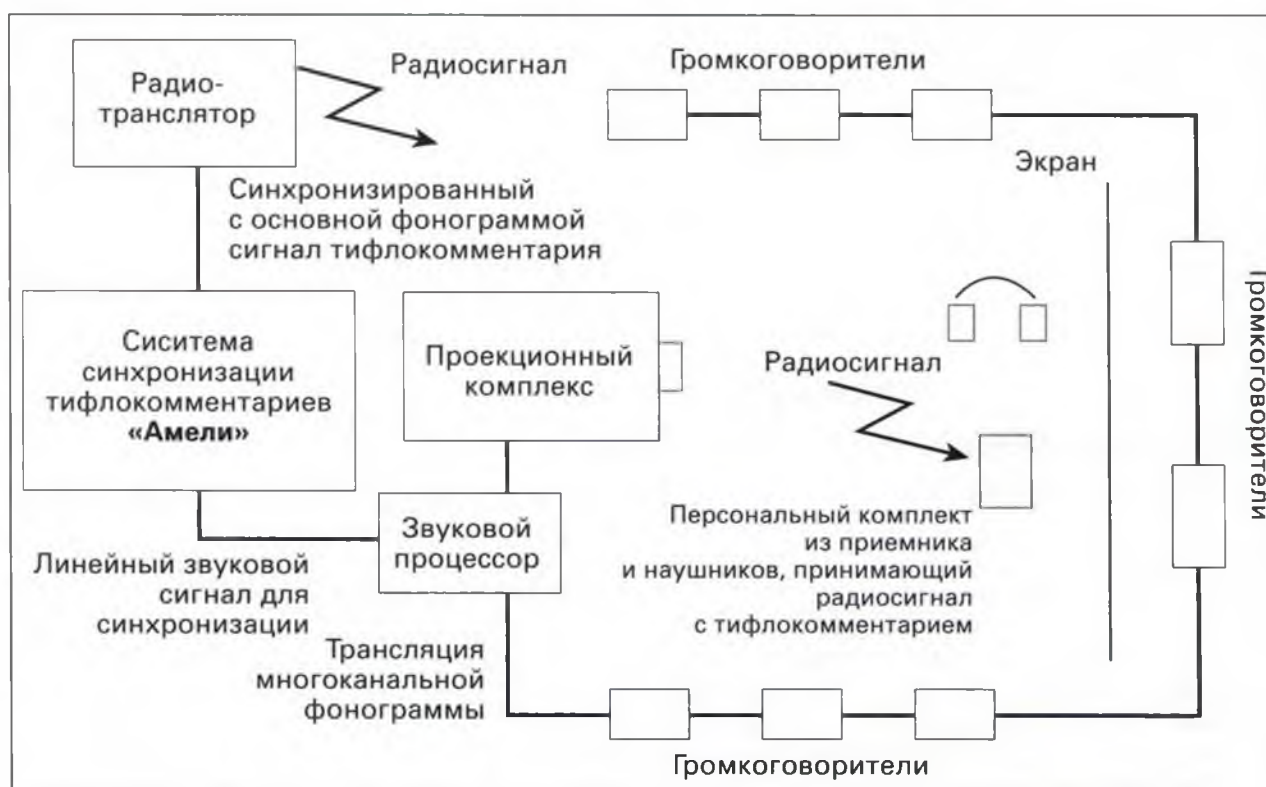 Радио-
транслятор
Радиосигнал
Громкоговорители
Экран
Синхронизированный
с основной фонограммой
сигнал тифлокомментария
Сиситема
синхронизации
тифлокомментариев
«Амели»
Проекционный
комплекс
Радиосигнал
Громкоговорители
Звуковой
процессор
Персональный комплект
из приемника
и наушников, принимающий
радиосигнал
с тифлокомментарием
Линейный звуковой
сигнал для
синхронизации
Трансляция
многоканальной
фонограммы
Громкоговорители